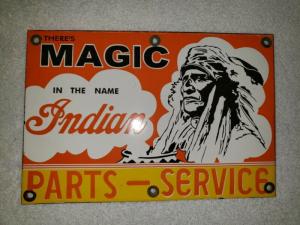 THERE'S
MAGIC
IN THE NAME
Indian
PARTS - SERVICE